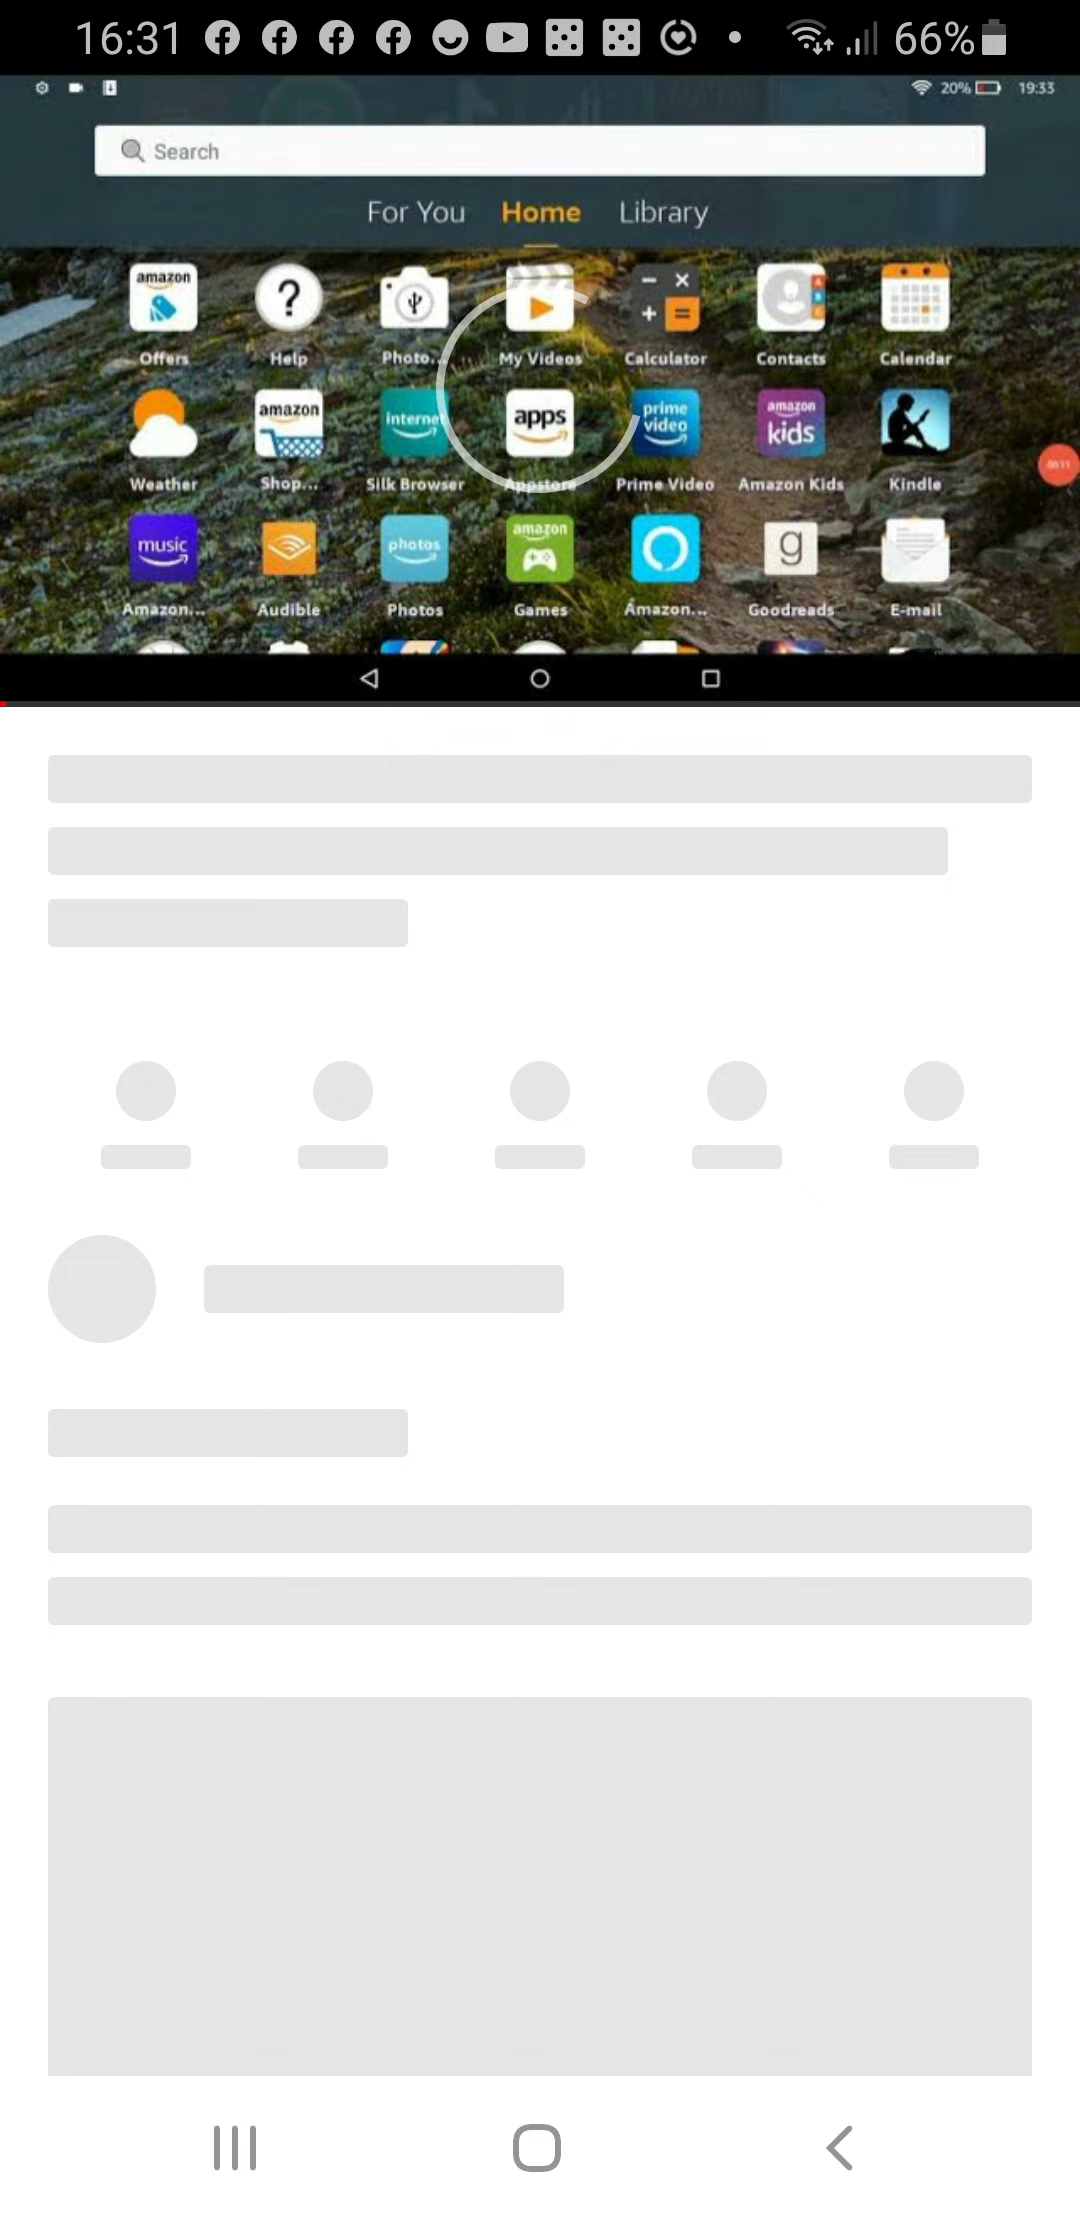 16:31 66%
20% 19:33
Search
For You Home Library
amazon
Offers Help Photo... My Videos Calculator Contacts Calendar
amazon internet apps prime video amazon kids
Weather Shop... Silk Browser Appstore Prime Video Amazon Kids Kindle
music photos amazon g
Amazon... Audible Photos Games Amazon... Goodreads E-mail